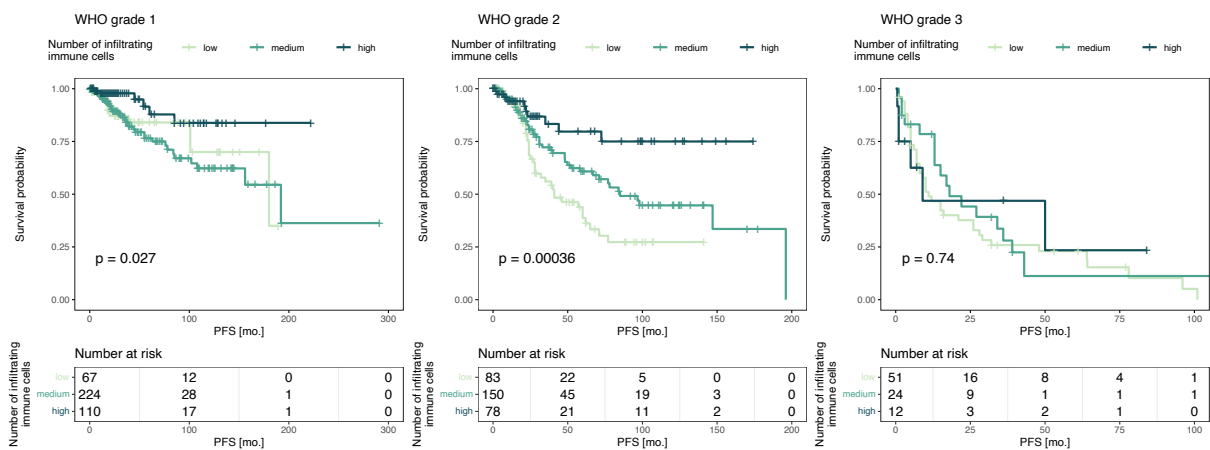 WHO grade 1
Number of infiltrating
immune cells
low medium high
Survival probability
1.00
0.75
0.50
0.25
0.00
p = 0.027
0 100 200 300
PFS [mo.]
Number at risk
Number of infiltrating
immune cells
low 67 12 0 0
medium 224 28 1 0
high 110 17 1 0
0 100 200 300
PFS [mo.]
WHO grade 2
Number of infiltrating
immune cells
low medium high
Survival probability
1.00
0.75
0.50
0.25
0.00
p = 0.00036
0 50 100 150 200
PFS [mo.]
Number at risk
Number of infiltrating
immune cells
low 83 22 5 0 0
medium 150 45 19 3 0
high 78 21 11 2 0
0 50 100 150 200
PFS [mo.]
WHO grade 3
Number of infiltrating
immune cells
low medium high
Survival probability
1.00
0.75
0.50
0.25
0.00
p = 0.74
0 25 50 75 100
PFS [mo.]
Number at risk
Number of infiltrating
immune cells
low 51 16 8 4 1
medium 24 9 1 1 1
high 12 3 2 1 0
0 25 50 75 100
PFS [mo.]